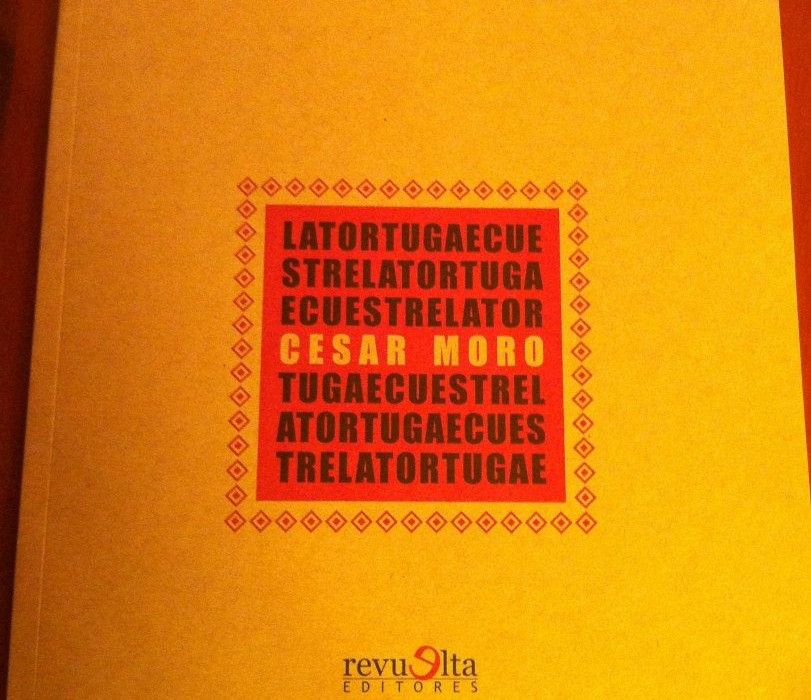 LATORTUGAECUE
STRELATORTUGA
ECUESTRELATOR
CESAR MORO
TUGAECUESTREL
ATORTUGAECUES
TRELATORTUGAE
revuelta
EDITORES